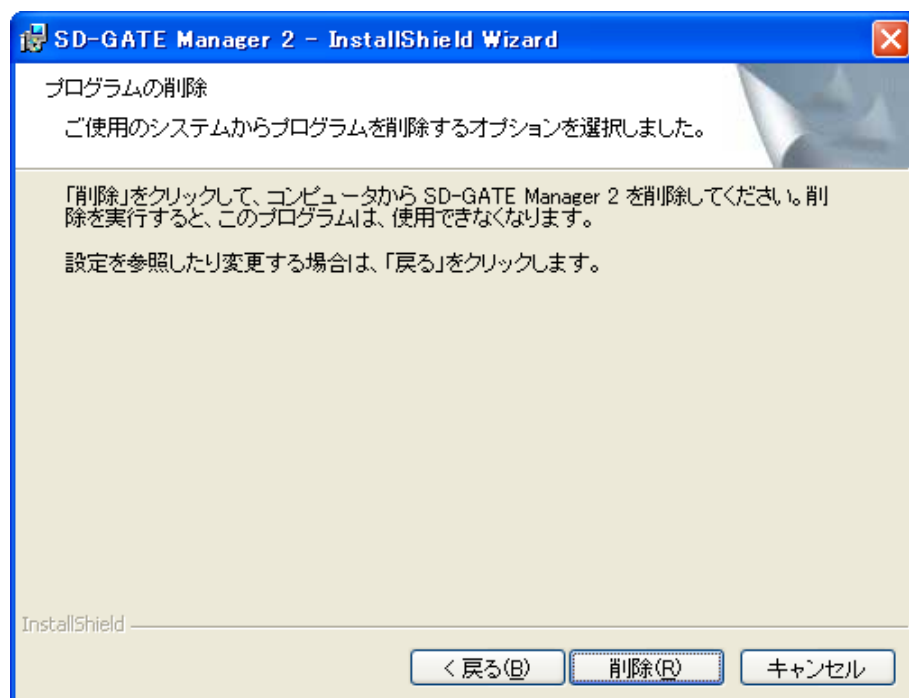 SD-GATE Manager 2 - InstallShield Wizard
プログラムの削除
ご使用のシステムからプログラムを削除するオプションを選択しました。
「削除」をクリックして、コンピュータから SD-GATE Manager 2 を削除してください。削
除を実行すると、このプログラムは、使用できなくなります。
設定を参照したり変更する場合は、「戻る」をクリックします。
InstallShield
< 戻る(B)
削除(R)
キャンセル